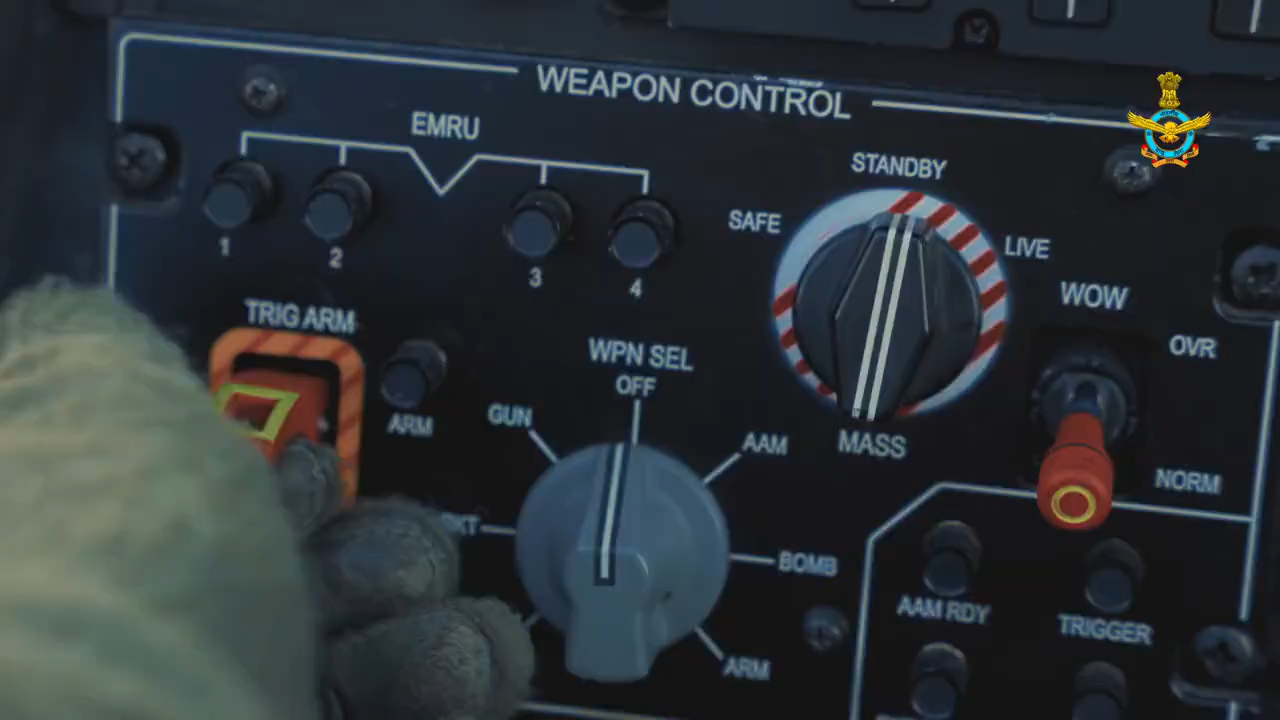 WEAPON CONTROL
EMRU
1
2
3
4
STANDBY
SAFE
LIVE
MASS
WOW
OVR
NORM
TRIG ARM
ARM
WPN SEL
OFF
GUN
AAM
BOMB
ARM
AAM RDY
TRIGGER